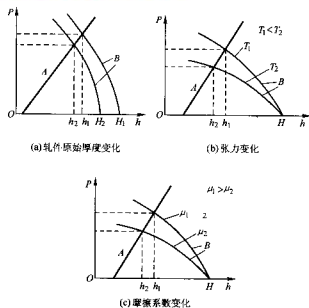 P
A
B
O
h₂ h₁ H₂ H₁ h
(a)轧件原始厚度变化
P
T₁<T₂
T₁
T₂
A
B
O
h₂ h₁ H h
(b)张力变化
P
μ₁>μ₂
μ₁ 2
μ₂
A
B
O
h₂ h₁ H h
(c)摩擦系数变化